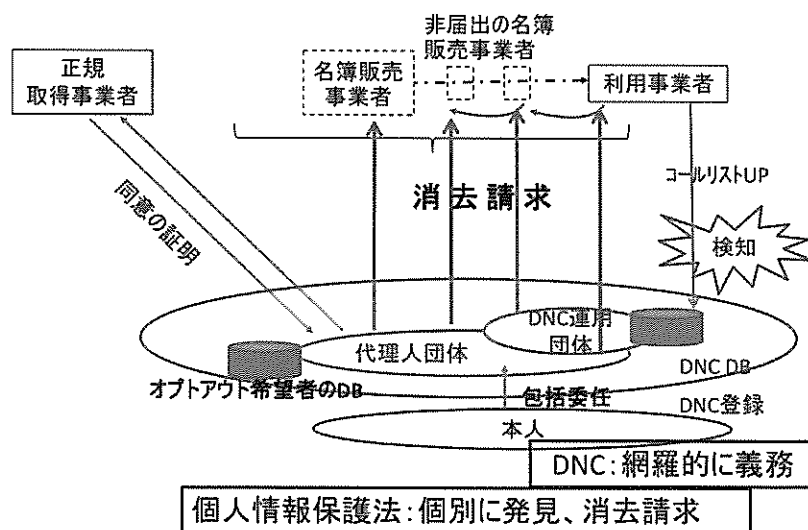 非届出の名簿
販売事業者
正規
取得事業者
名簿販売
事業者
利用事業者
コールリストUP
同意の証明
消去請求
検知
DNC運用
団体
代理人団体
オプトアウト希望者のDB
DNC DB
包括委任
DNC登録
本人
DNC:網羅的に義務
個人情報保護法:個別に発見、消去請求